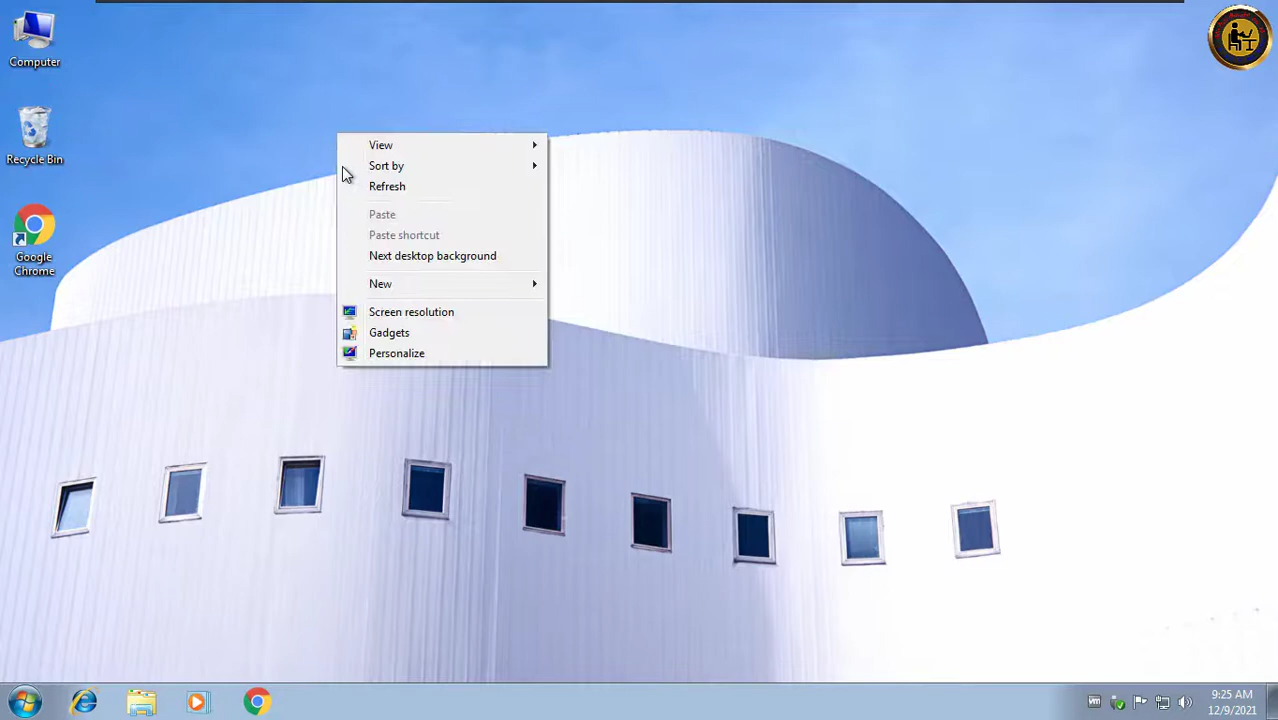 Computer
Recycle Bin
Google
Chrome
View
Sort by
Refresh
Paste
Paste shortcut
Next desktop background
New
Screen resolution
Gadgets
Personalize
9:25 AM
12/9/2021